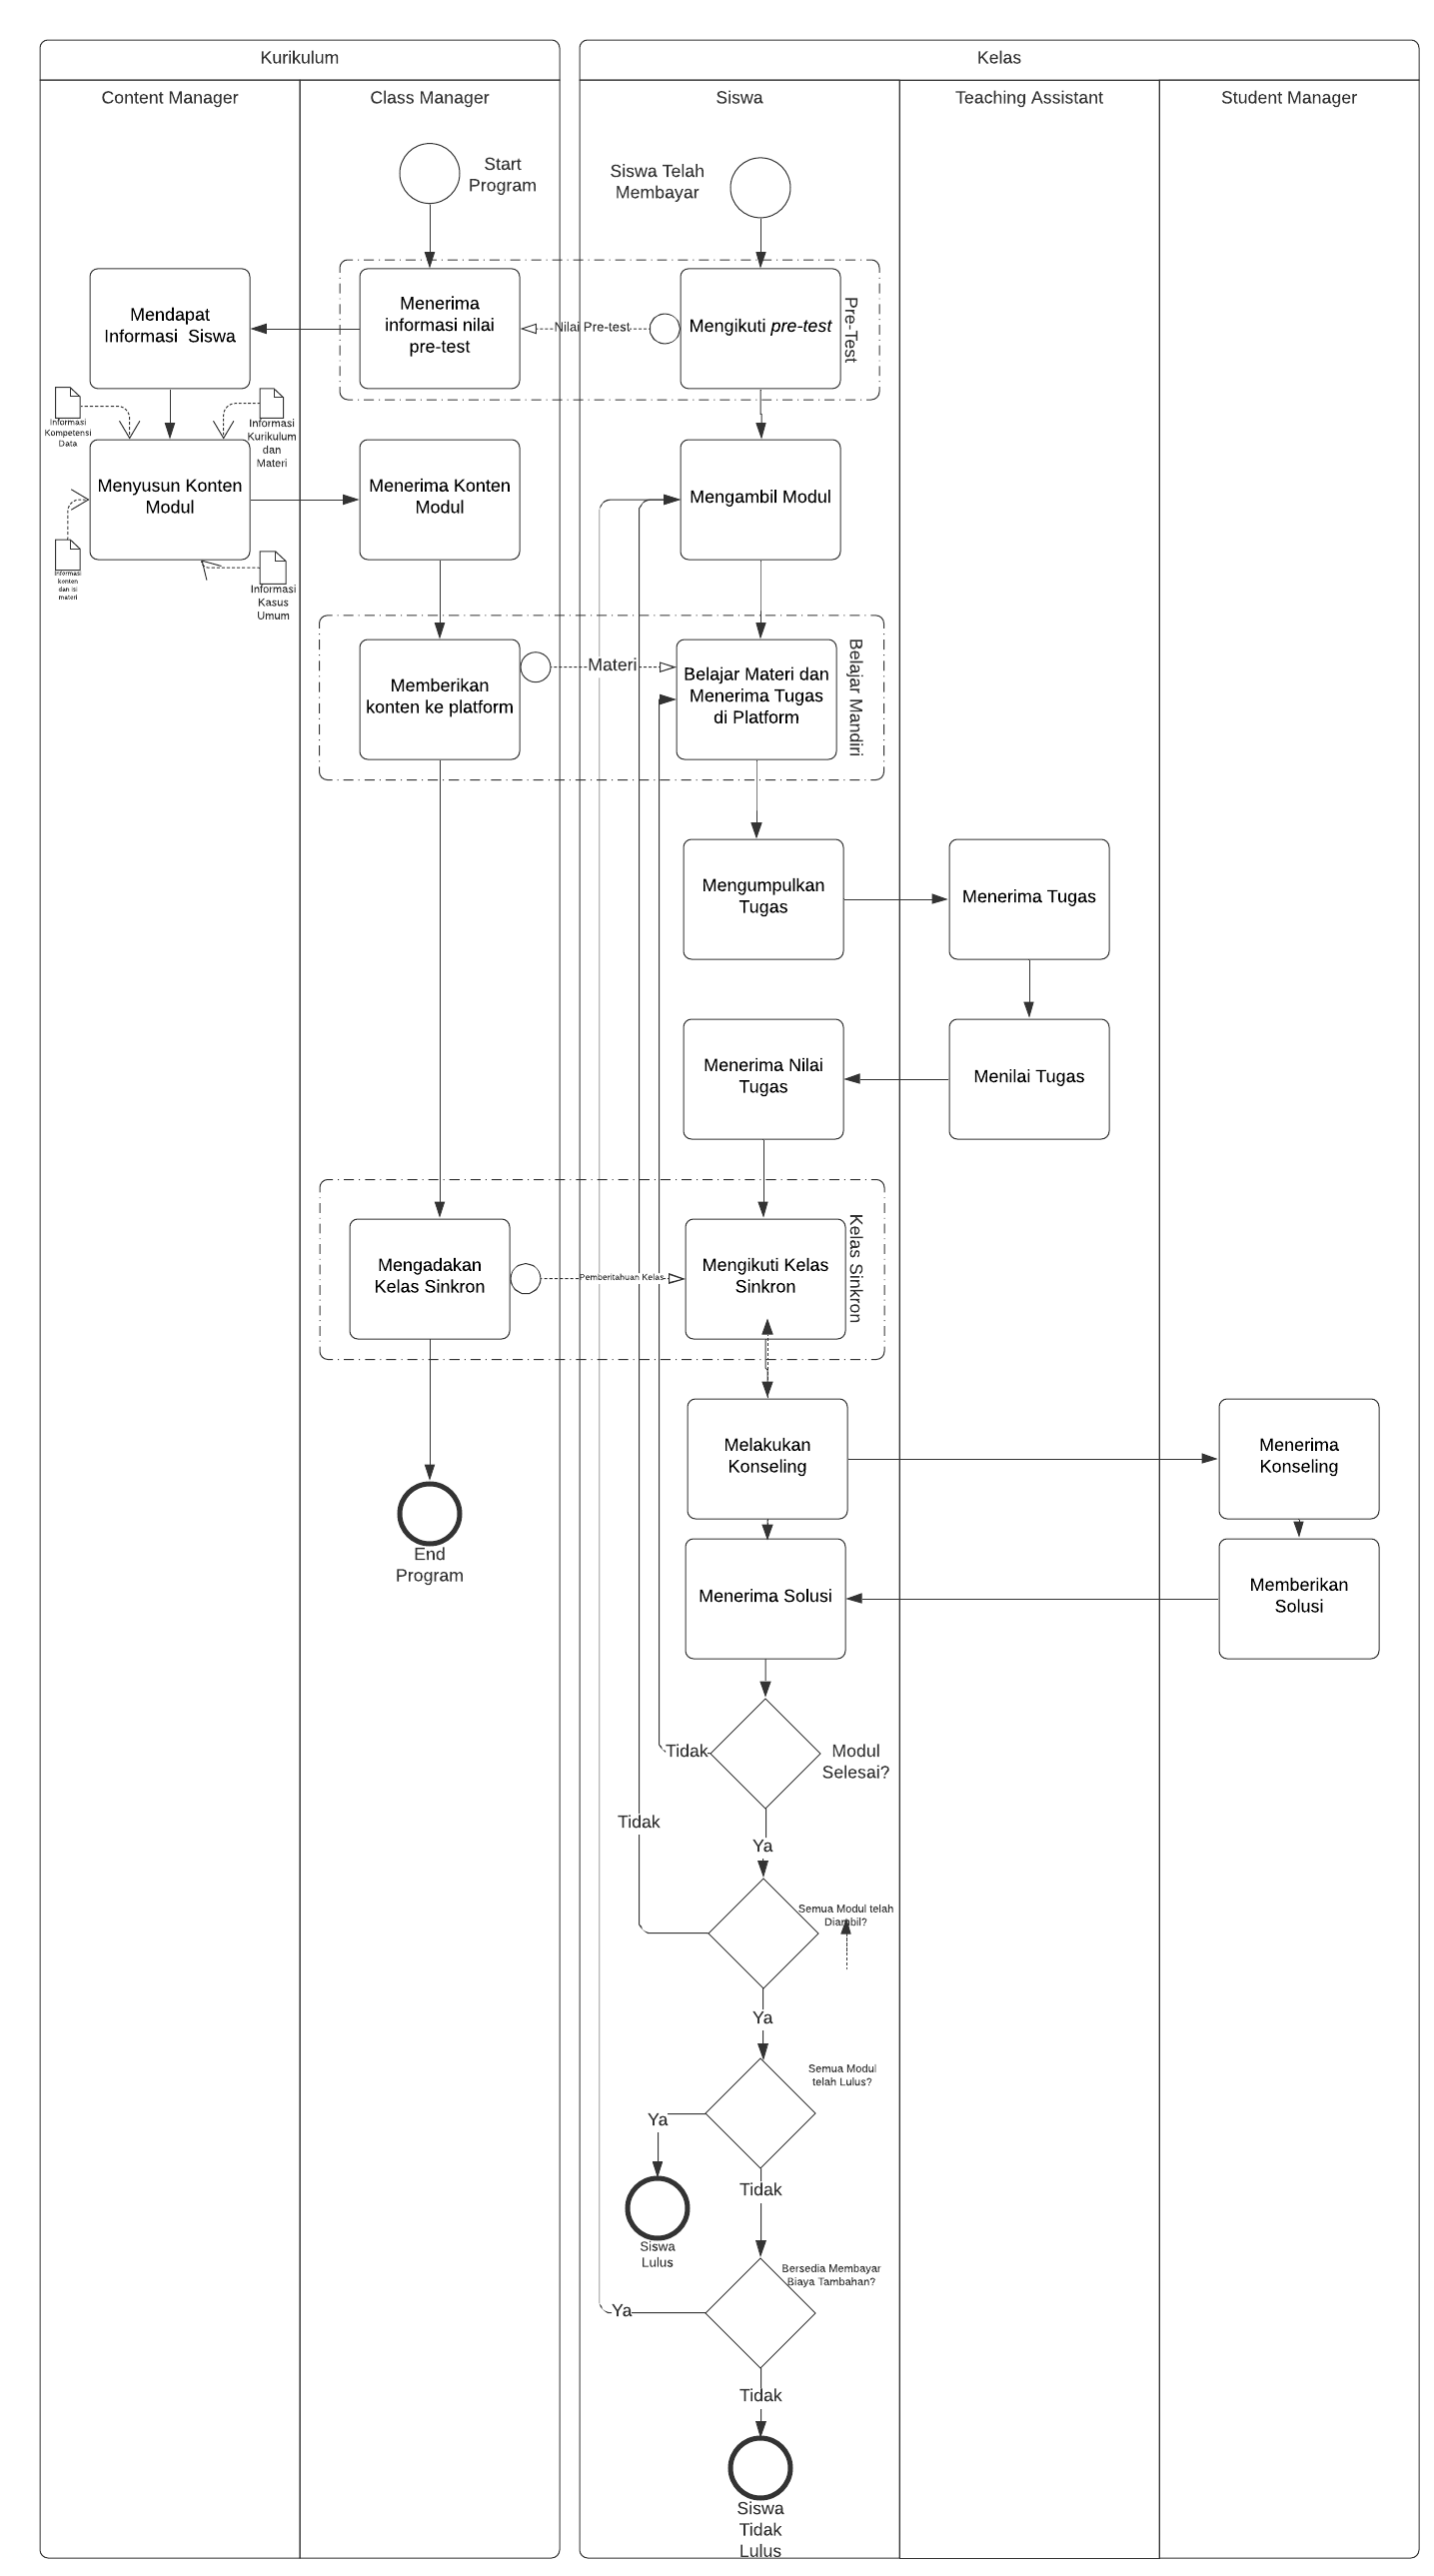 Kurikulum
Kelas
Content Manager
Class Manager
Siswa
Teaching Assistant
Student Manager
Start
Program
Siswa Telah
Membayar
Mendapat
Informasi  Siswa
Menerima
informasi nilai
pre-test
Nilai Pre-test
Mengikuti pre-test
Pre-Test
Informasi
Kompetensi
Data
Informasi
Kurikulum
dan
Materi
Menyusun Konten
Modul
Menerima Konten
Modul
Mengambil Modul
Informasi
konten
dan isi
materi
Informasi
Kasus
Umum
Memberikan
konten ke platform
Materi
Belajar Materi dan
Menerima Tugas
di Platform
Belajar Mandiri
Mengumpulkan
Tugas
Menerima Tugas
Menerima Nilai
Tugas
Menilai Tugas
Mengadakan
Kelas Sinkron
Pemberitahuan Kelas
Mengikuti Kelas
Sinkron
Kelas Sinkron
Melakukan
Konseling
Menerima
Konseling
End
Program
Menerima Solusi
Memberikan
Solusi
Tidak
Modul
Selesai?
Tidak
Ya
Semua Modul telah
Diambil?
Ya
Semua Modul
telah Lulus?
Ya
Tidak
Siswa
Lulus
Bersedia Membayar
Biaya Tambahan?
Ya
Tidak
Siswa
Tidak
Lulus